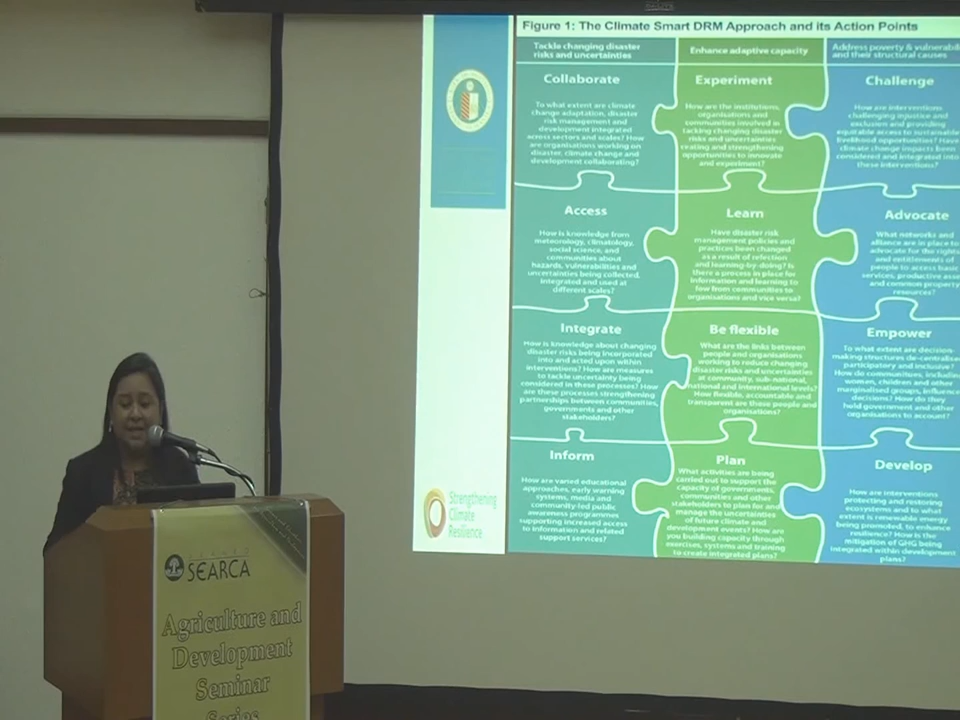 Figure 1: The Climate Smart DRM Approach and its Action Points
Tackle changing disaster
risks and uncertainties
Enhance adaptive capacity
Address poverty & vulnerabil
and their structural causes
Collaborate
To what extent are climate
change adaptation, disaster
risk management and
development integrated
across sectors and scales? How
are organisations working on
disaster, climate change and
development collaborating?
Experiment
How are the institutions,
organisations and
communities involved in
tackling changing disaster
risks and uncertainties
creating and strengthening
opportunities to innovate
and experiment?
Challenge
How are interventions
challenging injustice and
exclusion and providing
equitable access to sustainable
livelihood opportunities? Have
climate change impacts been
considered and integrated into
these interventions?
Access
How is knowledge from
meteorology, climatology,
social science, and
communities about
hazards, vulnerabilities and
uncertainties being collected,
integrated and used at
different scales?
Learn
Have disaster risk
management policies and
practices been changed
as a result of reflection
and learning-by-doing? Is
there a process in place for
information and learning to
flow from communities to
organisations and vice versa?
Advocate
What networks and
alliance are in place to
advocate for the rights
and entitlements of
people to access basic
services, productive asse
and common property
resources?
Integrate
How is knowledge about changing
disaster risks being incorporated
into and acted upon within
interventions? How are measures
to tackle uncertainty being
considered in these processes? How
are these processes strengthening
partnerships between communities,
governments and other
stakeholders?
Be flexible
What are the links between
people and organisations
working to reduce changing
disaster risks and uncertainties
at community, sub-national,
national and international levels?
How flexible, accountable and
transparent are these people and
organisations?
Empower
To what extent are decision-
making structures de-centralise
participatory and inclusive?
How do communities, includin
women, children and other
marginalised groups, influence
decisions? How do they
hold government and other
organisations to account?
Inform
How are varied educational
approaches, early warning
systems, media and
community-led public
awareness programmes
supporting increased access
to information and related
support services?
Plan
What activities are being
carried out to support the
capacity of governments,
communities and other
stakeholders to plan for and
manage the uncertainties
of future climate and
development events? How are
you building capacity through
exercises, systems and training
to create integrated plans?
Develop
How are interventions
protecting and restoring
ecosystems and to what
extent is renewable energy
being promoted, to enhance
resilience? How is the
mitigation of GHG being
integrated within development
plans?
Strengthening
Climate
Resilience
SEARCA
Agriculture and
Development
Seminar
Series